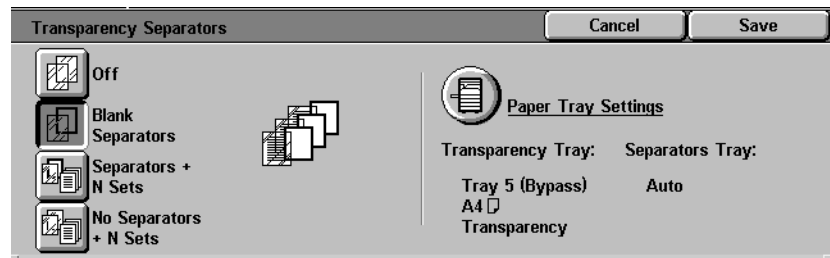 Transparency Separators
Cancel
Save
Off
Blank
Separators
Separators +
N Sets
No Separators
+ N Sets
Paper Tray Settings
Transparency Tray:
Separators Tray:
Tray 5 (Bypass)
Auto
A4
Transparency